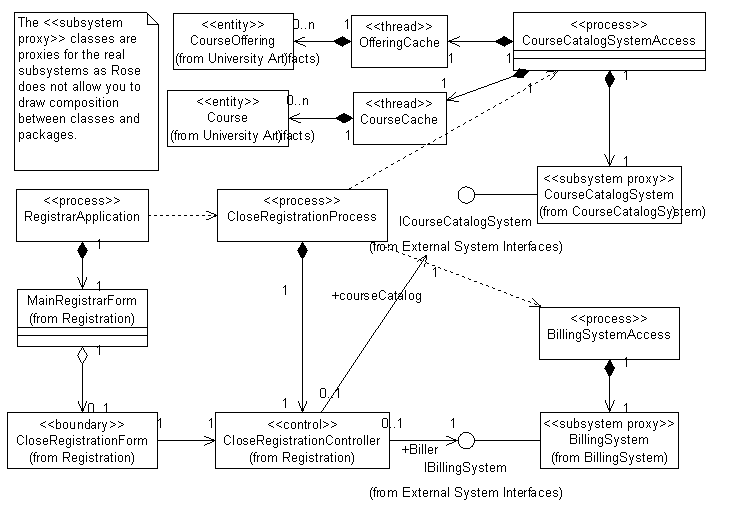 The <<subsystem
proxy>> classes are
proxies for the real
subsystems as Rose
does not allow you to
draw composition
between classes and
packages.
<<entity>>
CourseOffering
(from University Artifacts)
0..n
1
<<thread>>
OfferingCache
1
1
<<process>>
CourseCatalogSystemAccess
<<entity>>
Course
(from University Artifacts)
0..n
1
<<thread>>
CourseCache
1
1
1
1
<<subsystem proxy>>
CourseCatalogSystem
(from CourseCatalogSystem)
ICourseCatalogSystem
(from External System Interfaces)
<<process>>
RegistrarApplication
1
<<process>>
CloseRegistrationProcess
1
MainRegistrarForm
(from Registration)
1
1
+courseCatalog
1
<<process>>
BillingSystemAccess
1
0..1
<<boundary>>
CloseRegistrationForm
(from Registration)
1
1
1
<<control>>
CloseRegistrationController
(from Registration)
0..1
0..1
+Biller
1
IBillingSystem
(from External System Interfaces)
1
<<subsystem proxy>>
BillingSystem
(from BillingSystem)